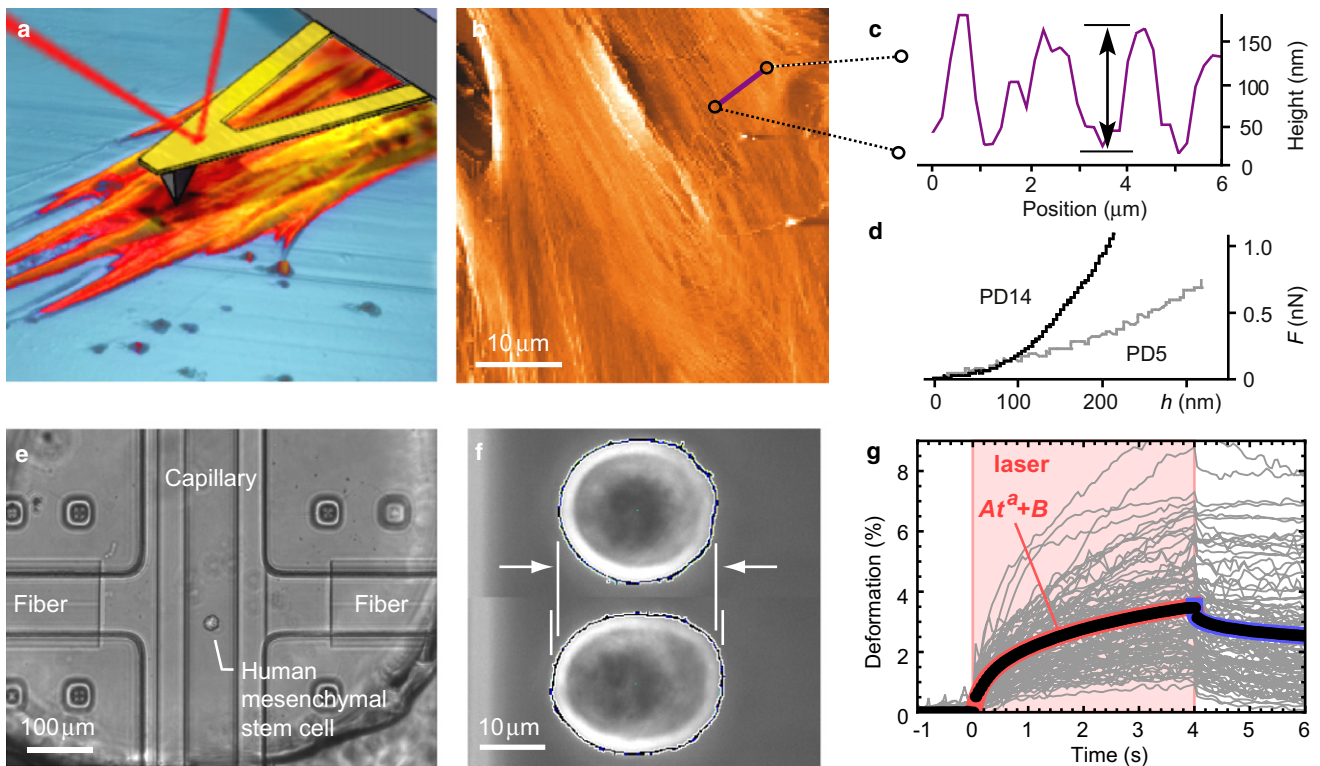 a
b
10 µm
c
150
100
50
0
Height (nm)
0
2
4
6
Position (µm)
d
PD14
PD5
1.0
0.5
0
F (nN)
0
100
200
h (nm)
e
Capillary
Fiber
Fiber
Human
mesenchymal
stem cell
100 µm
f
10 µm
g
laser
At^a+B
8
6
4
2
0
Deformation (%)
-1
0
1
2
3
4
5
6
Time (s)